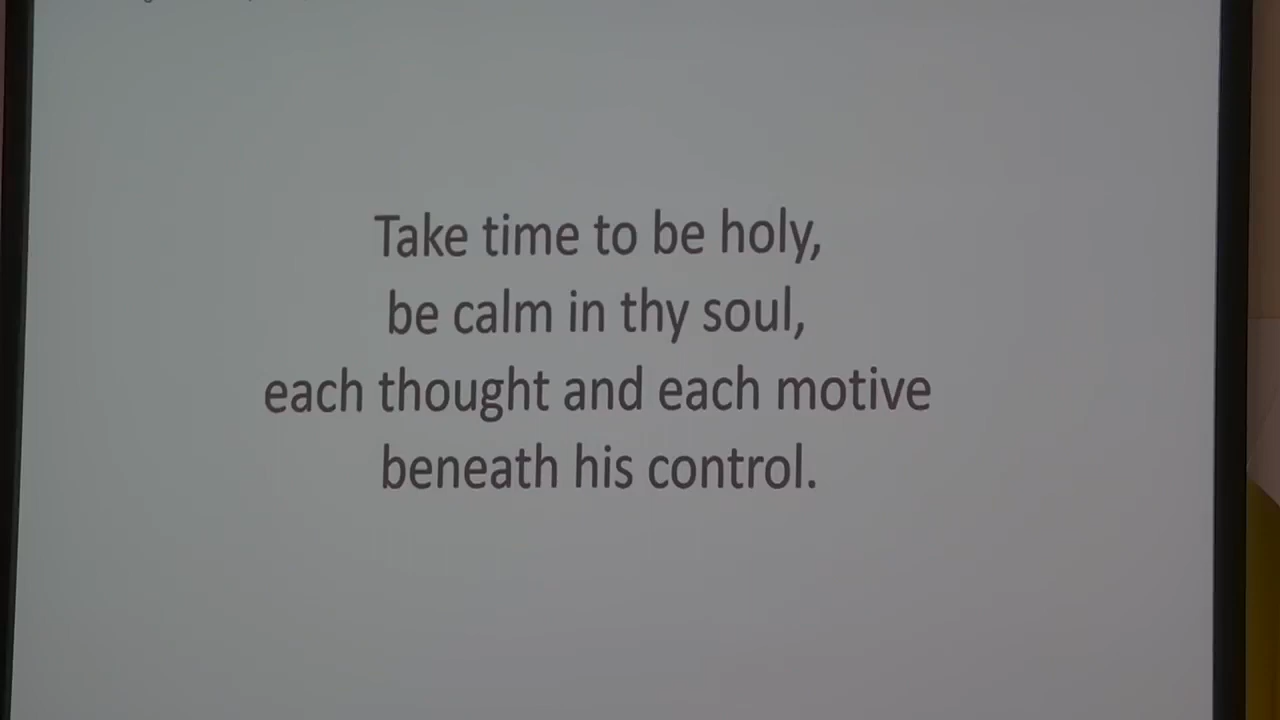 Take time to be holy,
be calm in thy soul,
each thought and each motive
beneath his control.